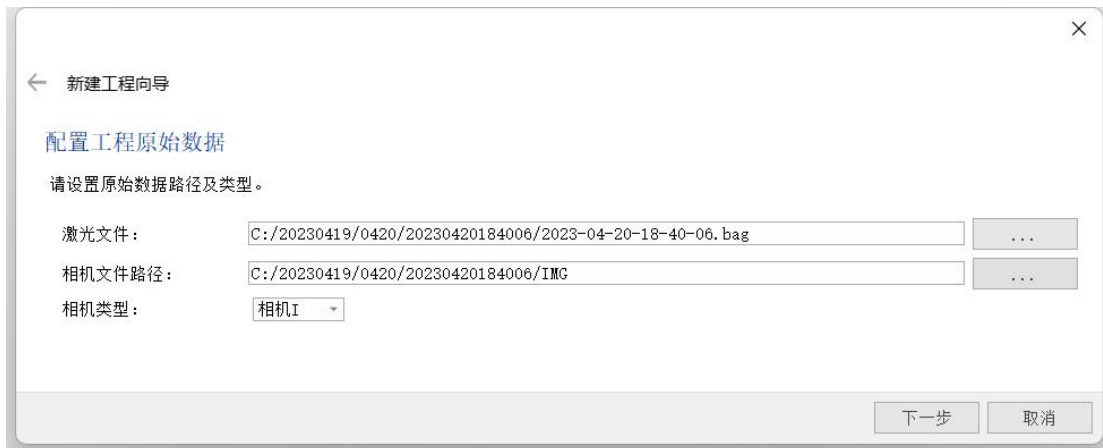 新建工程向导
配置工程原始数据
请设置原始数据路径及类型。
激光文件： C:/20230419/0420/20230420184006/2023-04-20-18-40-06.bag ...
相机文件路径： C:/20230419/0420/20230420184006/IMG ...
相机类型： 相机I
下一步 取消